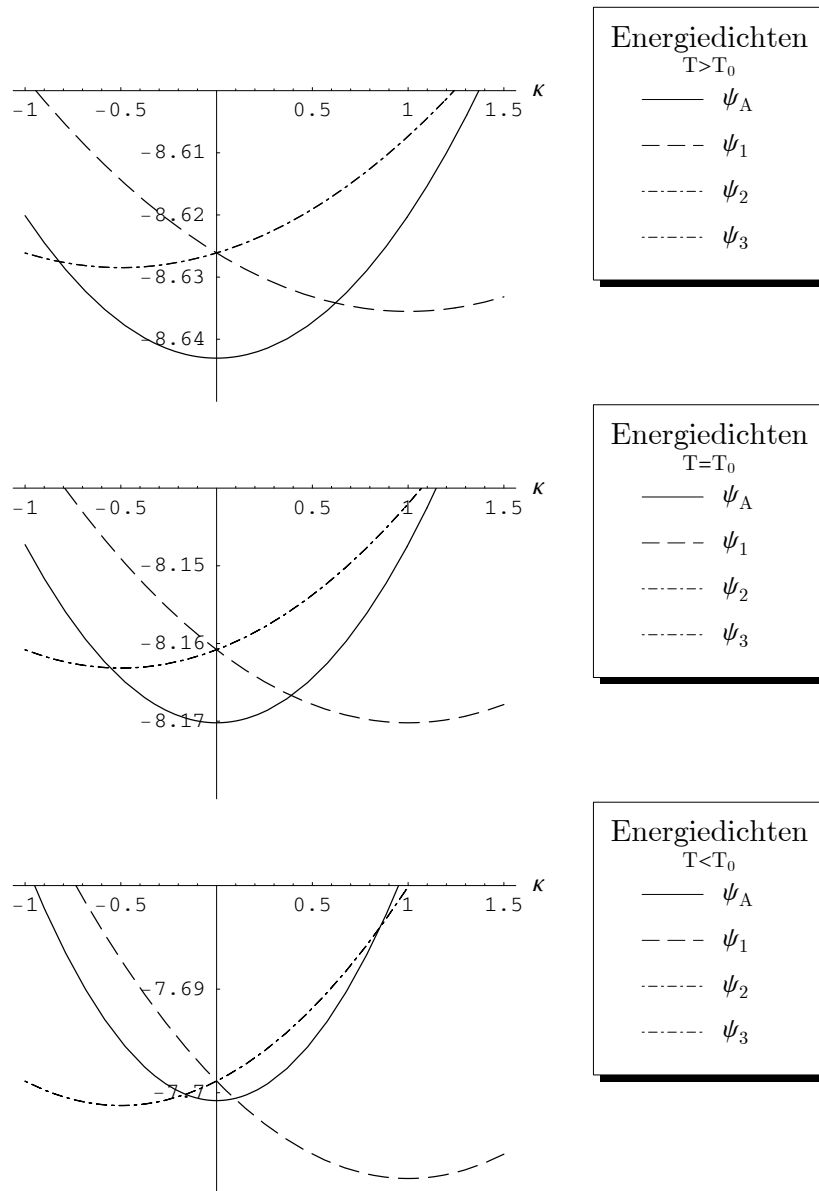 Energiedichten
T>T₀
ψ_A
ψ₁
ψ₂
ψ₃
-1 -0.5 0.5 1 1.5 κ
-8.61
-8.62
-8.63
-8.64
Energiedichten
T=T₀
ψ_A
ψ₁
ψ₂
ψ₃
-1 -0.5 0.5 1 1.5 κ
-8.15
-8.16
-8.17
Energiedichten
T<T₀
ψ_A
ψ₁
ψ₂
ψ₃
-1 -0.5 0.5 1 1.5 κ
-7.69
-7.7